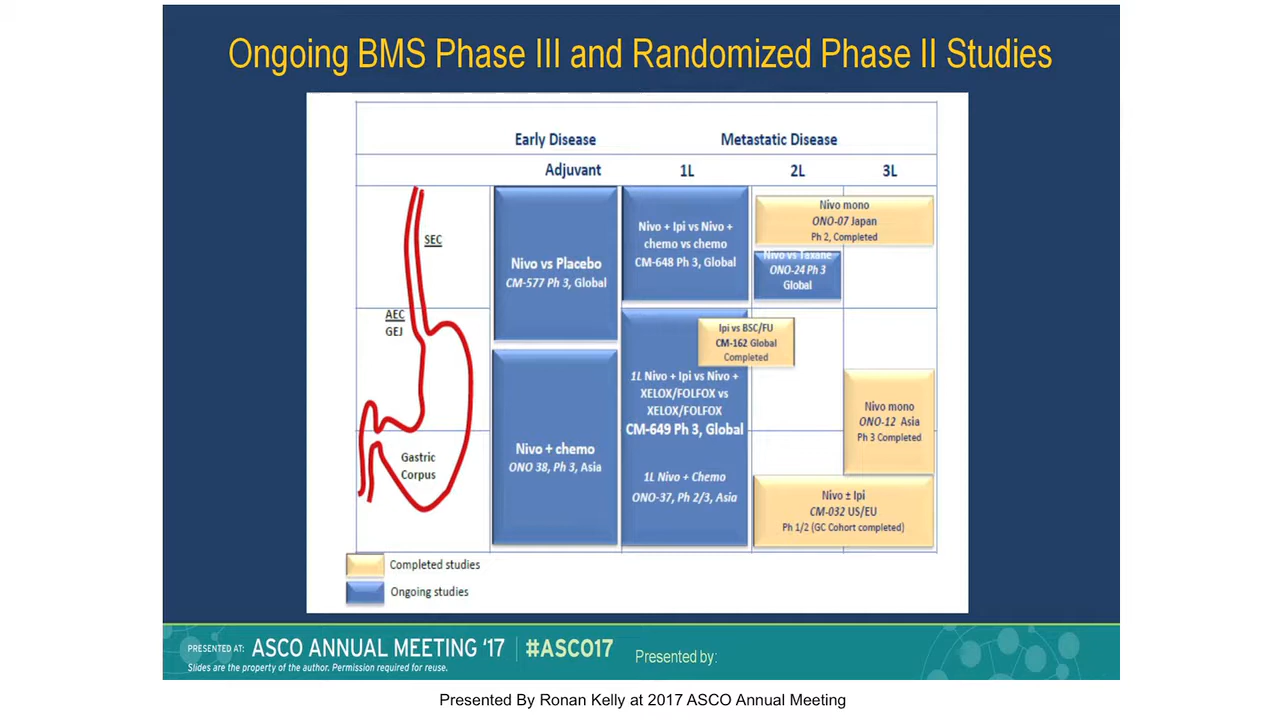 Ongoing BMS Phase III and Randomized Phase II Studies
Early Disease
Metastatic Disease
Adjuvant
1L
2L
3L
SEC
AEC
GEJ
Gastric
Corpus
Nivo vs Placebo
CM-577 Ph 3, Global
Nivo + chemo
ONO 38, Ph 3, Asia
Nivo + Ipi vs Nivo +
chemo vs chemo
CM-648 Ph 3, Global
1L Nivo + Ipi vs Nivo +
XELOX/FOLFOX vs
XELOX/FOLFOX
CM-649 Ph 3, Global
1L Nivo + Chemo
ONO-37, Ph 2/3, Asia
Nivo mono
ONO-07 Japan
Ph 2, Completed
Nivo vs Taxane
ONO-24 Ph 3
Global
Ipi vs BSC/FU
CM-162 Global
Completed
Nivo mono
ONO-12 Asia
Ph 3 Completed
Nivo ± Ipi
CM-032 US/EU
Ph 1/2 (GC Cohort completed)
Completed studies
Ongoing studies
PRESENTED AT: ASCO ANNUAL MEETING '17 #ASCO17
Slides are the property of the author. Permission required for reuse.
Presented by:
Presented By Ronan Kelly at 2017 ASCO Annual Meeting